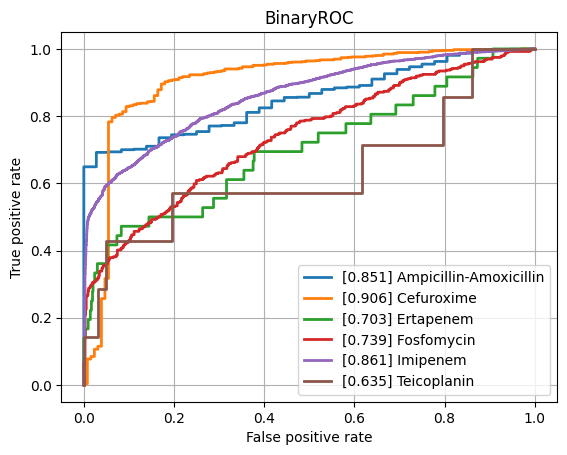 BinaryROC
1.0
0.8
0.6
0.4
0.2
0.0
True positive rate
[0.851] Ampicillin-Amoxicillin
[0.906] Cefuroxime
[0.703] Ertapenem
[0.739] Fosfomycin
[0.861] Imipenem
[0.635] Teicoplanin
0.0 0.2 0.4 0.6 0.8 1.0
False positive rate